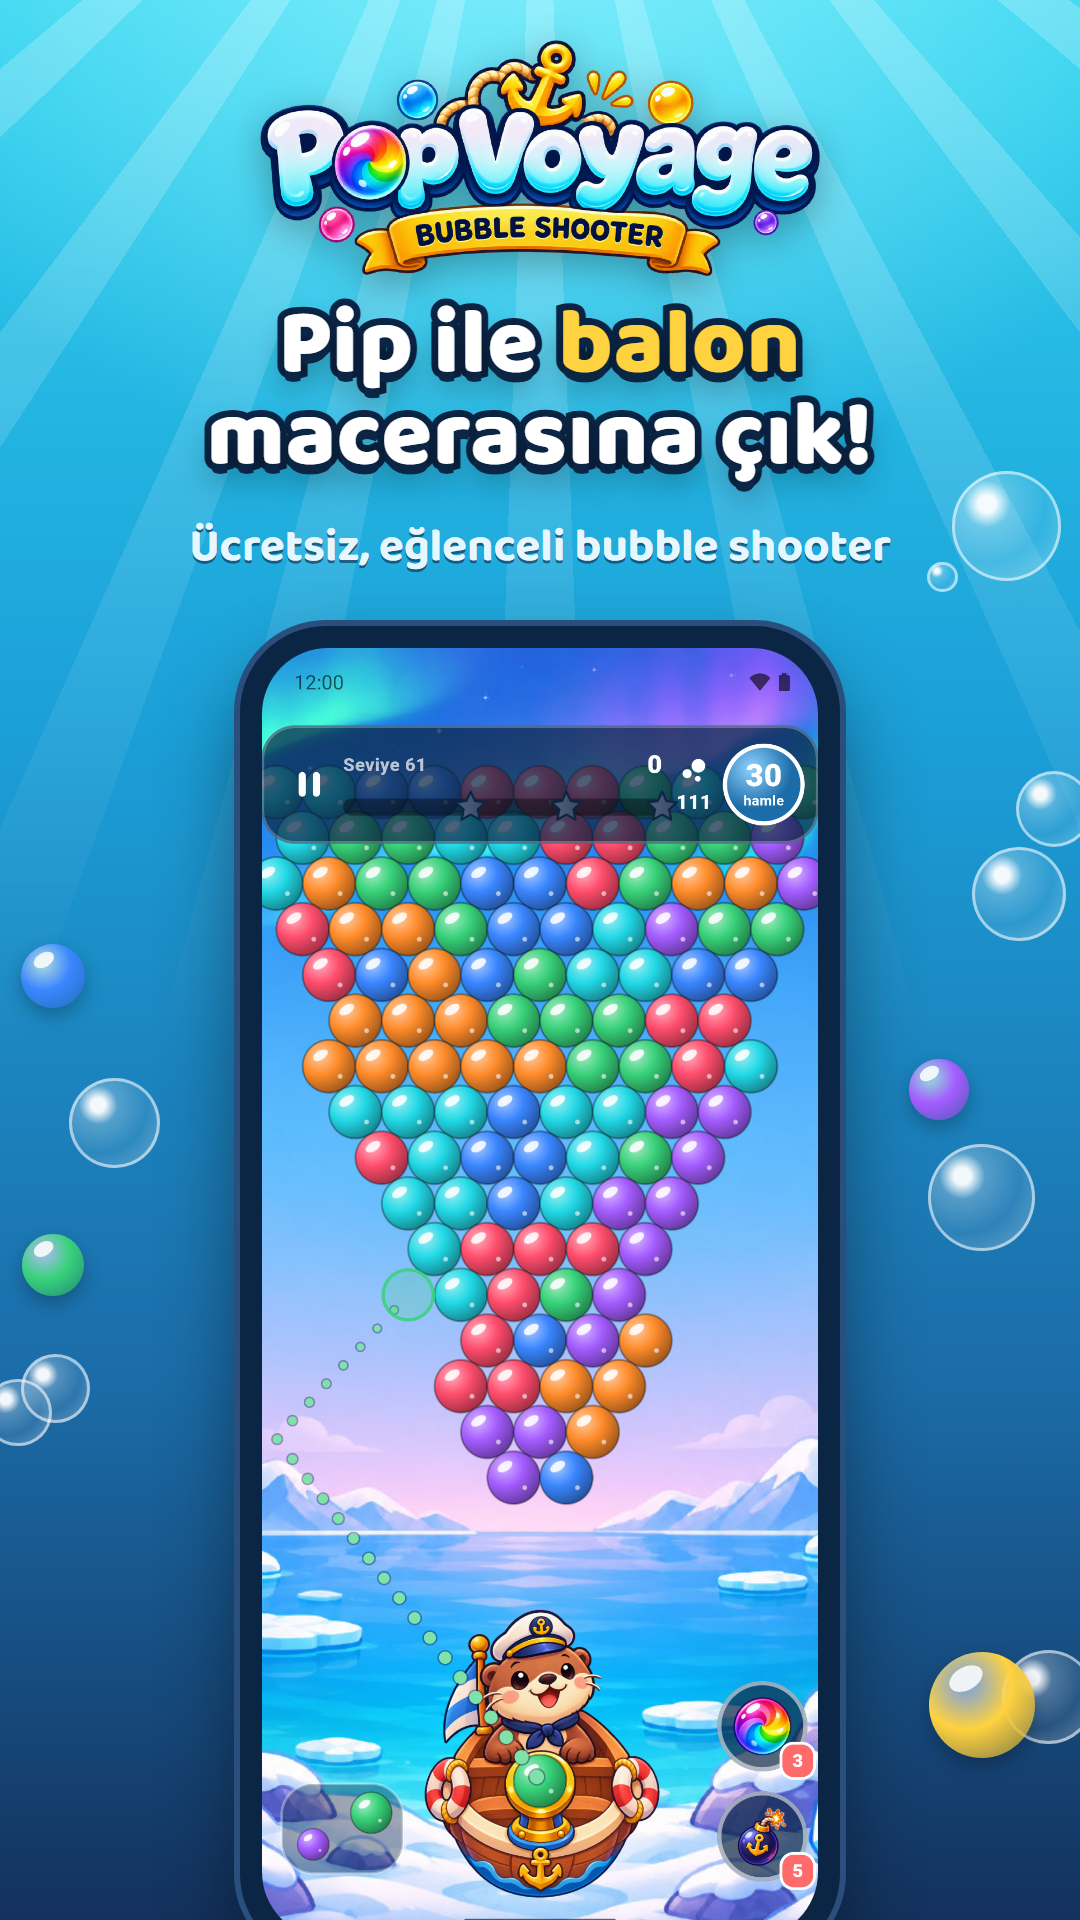 PopVoyage
BUBBLE SHOOTER
Pip ile balon
macerasına çık!
Ücretsiz, eğlenceli bubble shooter
12:00
Seviye 61
0
111
30
hamle
3
5